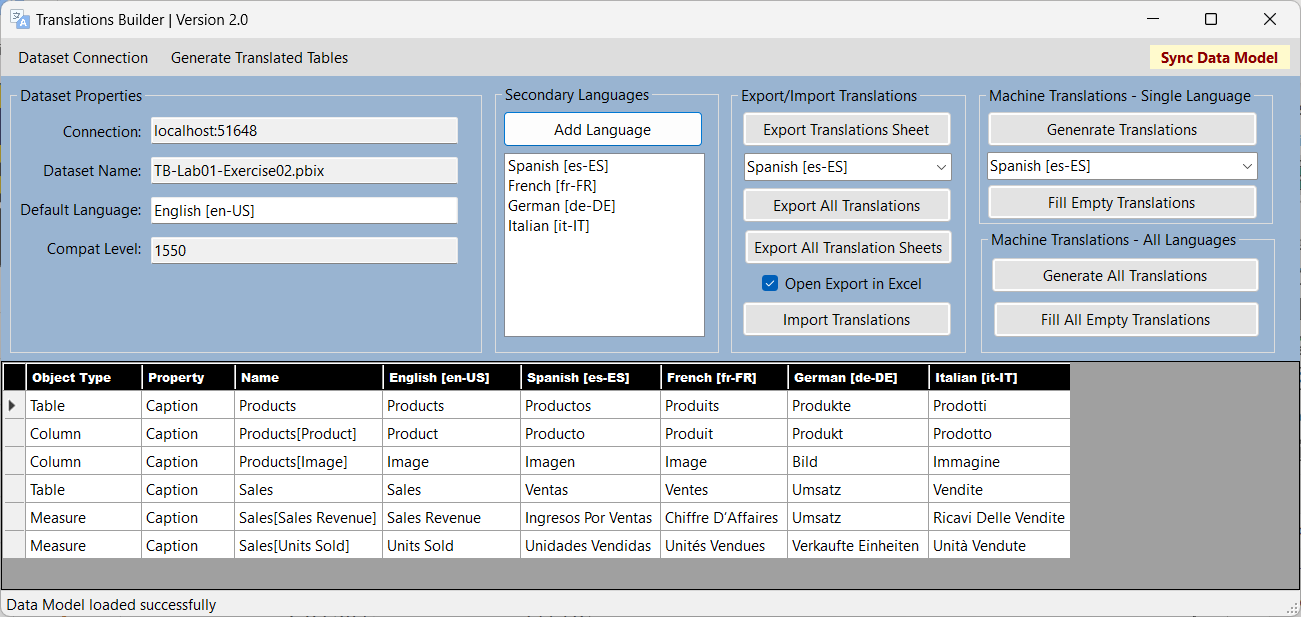 Translations Builder | Version 2.0
Dataset Connection Generate Translated Tables Sync Data Model
Dataset Properties
Connection: localhost:51648
Dataset Name: TB-Lab01-Exercise02.pbix
Default Language: English [en-US]
Compat Level: 1550
Secondary Languages
Add Language
Spanish [es-ES]
French [fr-FR]
German [de-DE]
Italian [it-IT]
Export/Import Translations
Export Translations Sheet
Spanish [es-ES]
Export All Translations
Export All Translation Sheets
Open Export in Excel
Import Translations
Machine Translations - Single Language
Genenrate Translations
Spanish [es-ES]
Fill Empty Translations
Machine Translations - All Languages
Generate All Translations
Fill All Empty Translations
Object Type Property Name English [en-US] Spanish [es-ES] French [fr-FR] German [de-DE] Italian [it-IT]
Table Caption Products Products Productos Produits Produkte Prodotti
Column Caption Products[Product] Product Producto Produit Produkt Prodotto
Column Caption Products[Image] Image Imagen Image Bild Immagine
Table Caption Sales Sales Ventas Ventes Umsatz Vendite
Measure Caption Sales[Sales Revenue] Sales Revenue Ingresos Por Ventas Chiffre D’Affaires Umsatz Ricavi Delle Vendite
Measure Caption Sales[Units Sold] Units Sold Unidades Vendidas Unités Vendues Verkaufte Einheiten Unità Vendute
Data Model loaded successfully